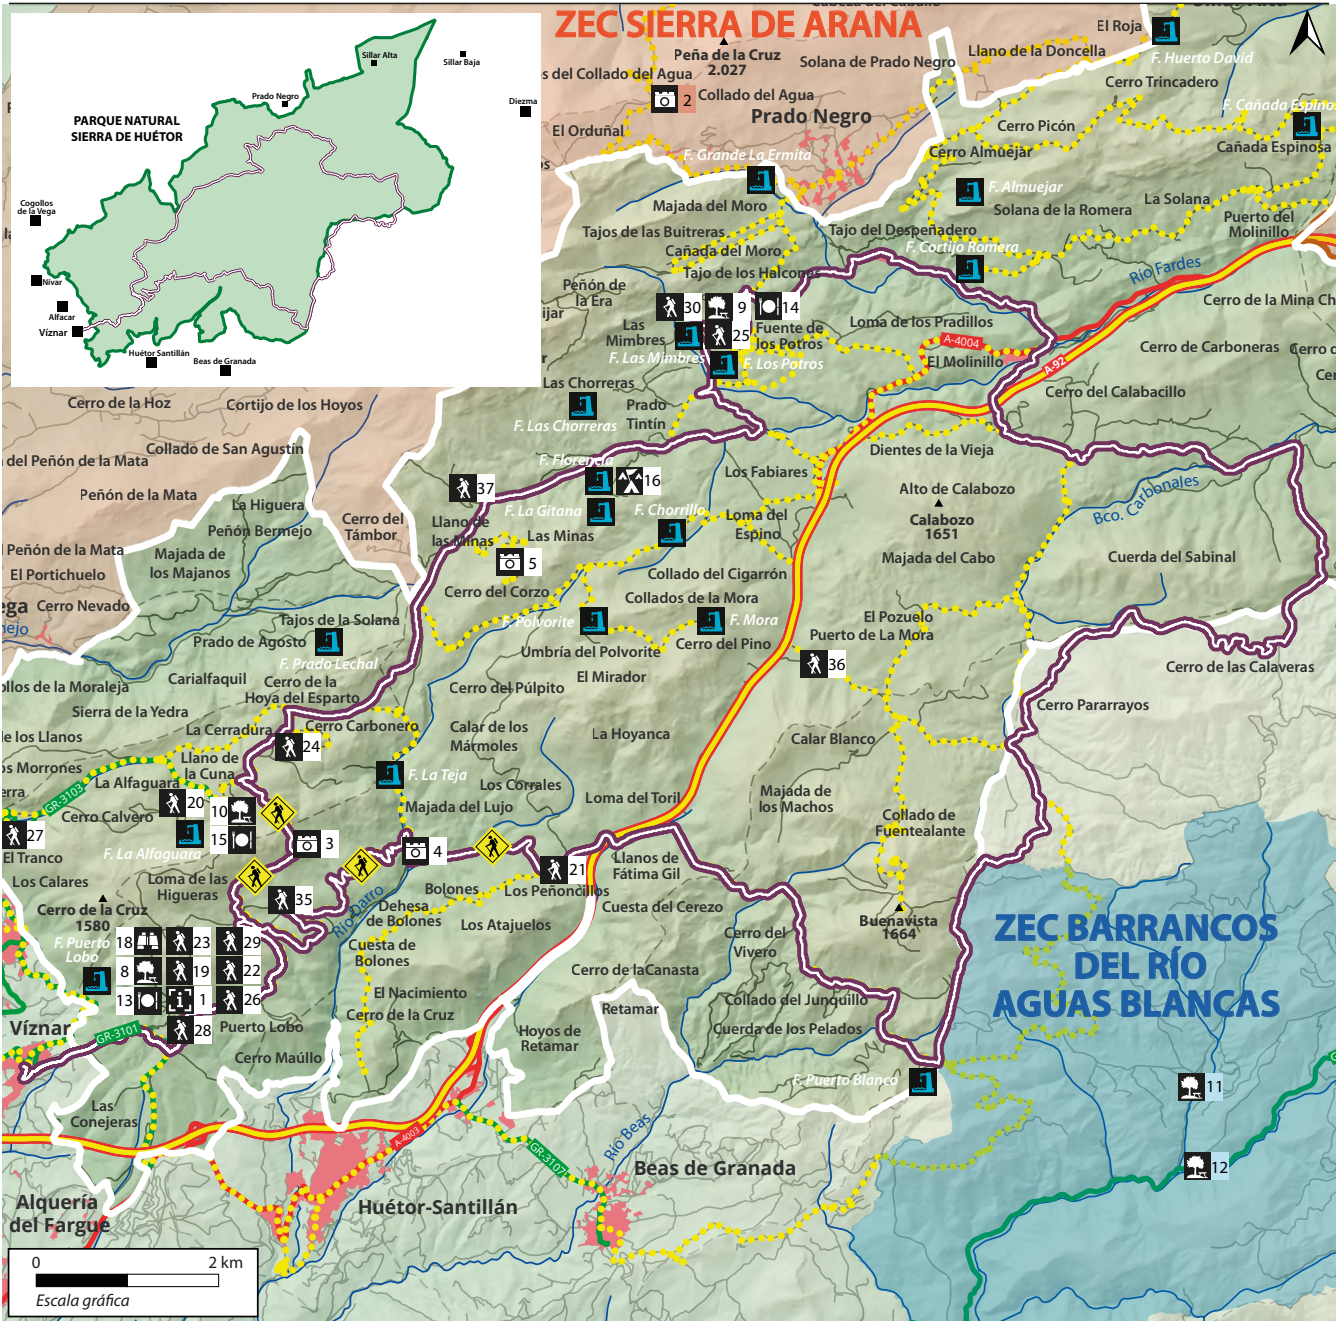 ZEC SIERRA DE ARANA
Sillar Alta
Sillar Baja
Prado Negro
Diezma
PARQUE NATURAL
SIERRA DE HUÉTOR
Cogollos
de la Vega
Nívar
Alfacar
Víznar
Huétor Santillán
Beas de Granada
El Roja
F. Huerto David
Peña de la Cruz
2.027
Llano de la Doncella
Solana de Prado Negro
s del Collado del Agua
Cerro Trincadero
2
Collado del Agua
F. Cañada Espino
Prado Negro
El Orduñal
Cerro Picón
Cañada Espinosa
F. Grande La Ermita
Cerro Almuejar
F. Almuejar
Majada del Moro
Solana de la Romera
La Solana
Puerto del
Molinillo
Tajos de las Buitreras
Tajo del Despeñadero
Cañada del Moro
F. Cortijo Romera
Tajo de los Halcones
Río Fardes
Peñón de
la Era
30
9
14
Cerro de la Mina Ch
ijar
Las
Mimbres
25
Fuente de
los Potros
Loma de los Pradillos
A-4004
F. Las Mimbres
F. Los Potros
El Molinillo
A-92
Cerro de Carboneras
Las Chorreras
Cerro del Calabacillo
Cerro de la Hoz
Cortijo de los Hoyos
Prado
Tintín
F. Las Chorreras
Collado de San Agustín
Dientes de la Vieja
del Peñón de la Mata
F. Florencia
Los Fabiares
37
16
Peñón de la Mata
Alto de Calabozo
Bco. Carbonales
La Higuera
F. La Gitana
F. Chorrillo
Calabozo
1651
Peñón Bermejo
Cerro del
Támbor
Llano de
las Minas
Las Minas
Loma del
Espino
Peñón de la Mata
Majada de
los Majanos
5
Majada del Cabo
Cuerda del Sabinal
El Portichuelo
Collado del Cigarrón
Cerro del Corzo
Collados de la Mora
ega
Cerro Nevado
El Pozuelo
Tajos de la Solana
F. Polvorite
F. Mora
Puerto de La Mora
Prado de Agosto
Cerro del Pino
F. Prado Lechal
Umbría del Polvorite
36
Cerro de las Calaveras
El Mirador
Carialfaquil
Cerro de la
Hoya del Esparto
Cerro del Púlpito
ollos de la Moraleja
Cerro Pararrayos
Sierra de la Yedra
La Cerradura
Cerro Carbonero
Calar de los
Mármoles
La Hoyanca
Calar Blanco
de los Llanos
24
Llano de
la Cuna
os Morrones
F. La Teja
La Alfaguara
Los Corrales
Majada de
los Machos
erra
GR-3103
20
10
Loma del Toril
Majada del Lujo
Cerro Calvero
Collado de
Fuentealante
27
15
3
4
F. La Alfaguara
El Tranco
Llanos de
Fátima Gil
21
Los Calares
Loma de las
Higueras
Bolones
Los Peñoncillos
35
Río Darro
Dehesa
de Bolones
Cuesta del Cerezo
Cerro de la Cruz
1580
Los Atajuelos
Buenavista
1664
ZEC BARRANCOS
DEL RÍO
AGUAS BLANCAS
F. Puerto
Lobo
18
23
29
Cuesta de
Bolones
Cerro del
Vivero
8
19
22
Cerro de laCanasta
13
1
26
El Nacimiento
Collado del Junquillo
Retamar
Cerro de la Cruz
Víznar
GR-3101
28
Puerto Lobo
Hoyos de
Retamar
Cuerda de los Pelados
Cerro Maúllo
F. Puerto Blanco
11
Las
Conejeras
A-4003
Río Beas
GR-3107
12
Beas de Granada
Alquería
del Fargue
Huétor-Santillán
0
2 km
Escala gráfica